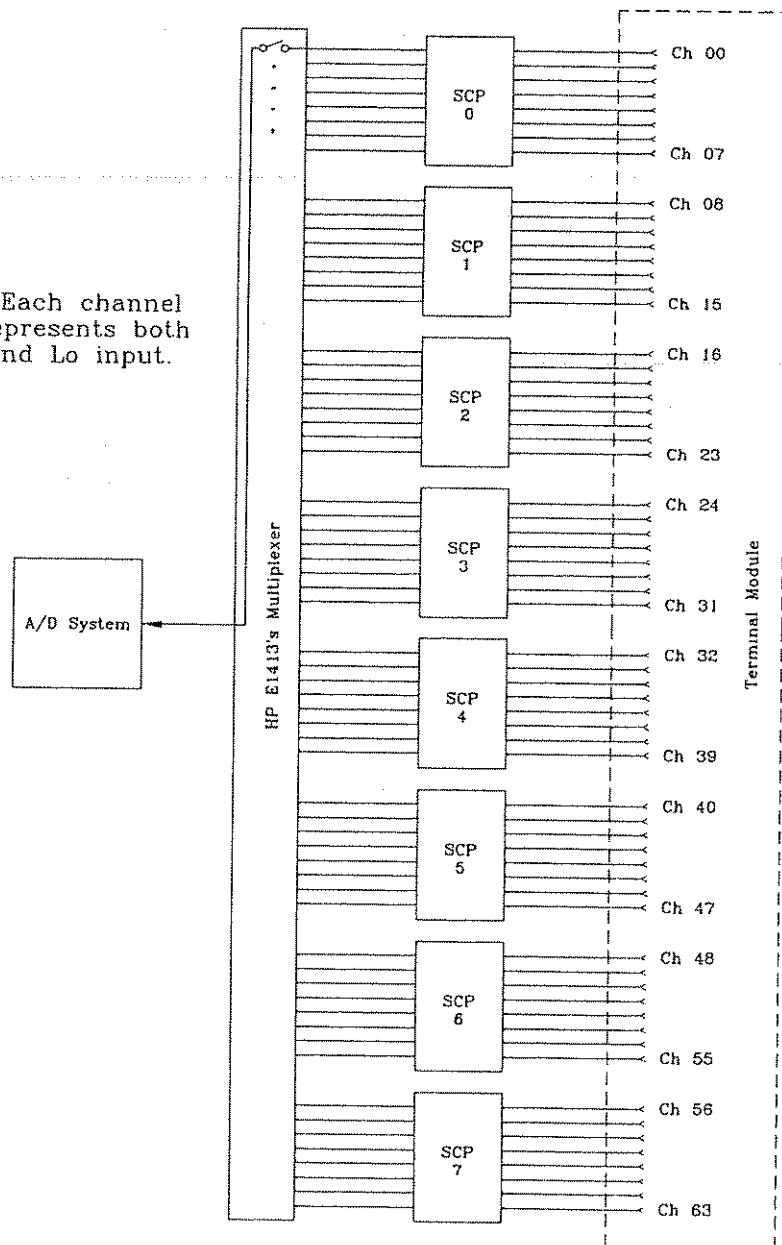 Ch 00
SCP
0
Ch 07
Ch 08
SCP
1
Ch 15
Each channel
epresents both
nd Lo input.
Ch 16
SCP
2
Ch 23
Ch 24
SCP
3
Ch 31
HP E1413's Multiplexer
Terminal Module
A/D System
Ch 32
SCP
4
Ch 39
Ch 40
SCP
5
Ch 47
Ch 48
SCP
6
Ch 55
Ch 56
SCP
7
Ch 63